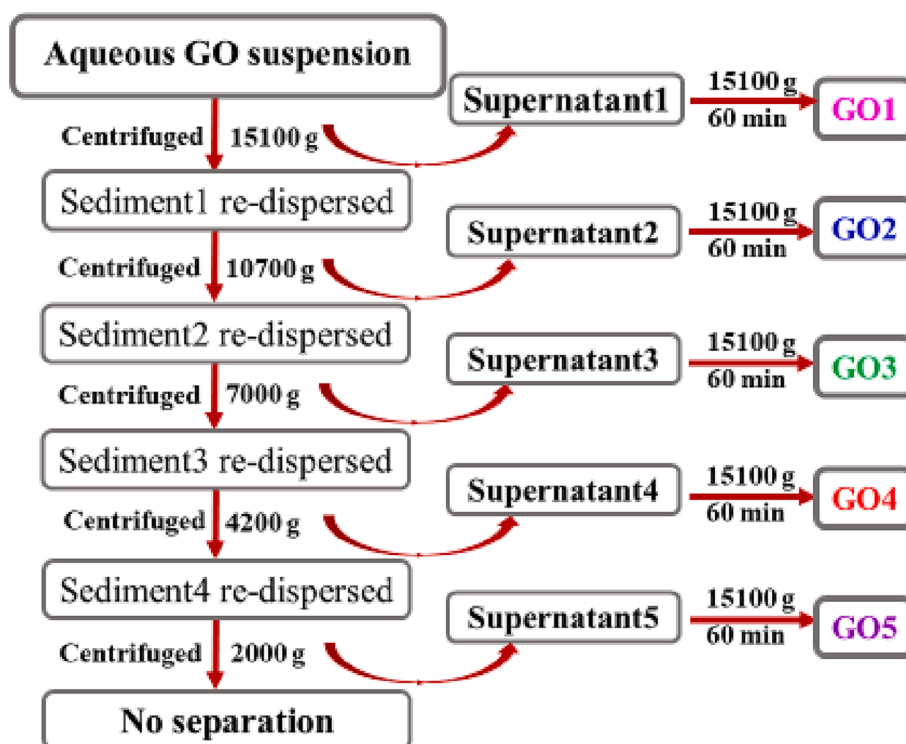 Aqueous GO suspension
Centrifuged 15100 g
Supernatant1
15100 g
60 min
GO1
Sediment1 re-dispersed
Centrifuged 10700 g
Supernatant2
15100 g
60 min
GO2
Sediment2 re-dispersed
Centrifuged 7000 g
Supernatant3
15100 g
60 min
GO3
Sediment3 re-dispersed
Centrifuged 4200 g
Supernatant4
15100 g
60 min
GO4
Sediment4 re-dispersed
Centrifuged 2000 g
Supernatant5
15100 g
60 min
GO5
No separation